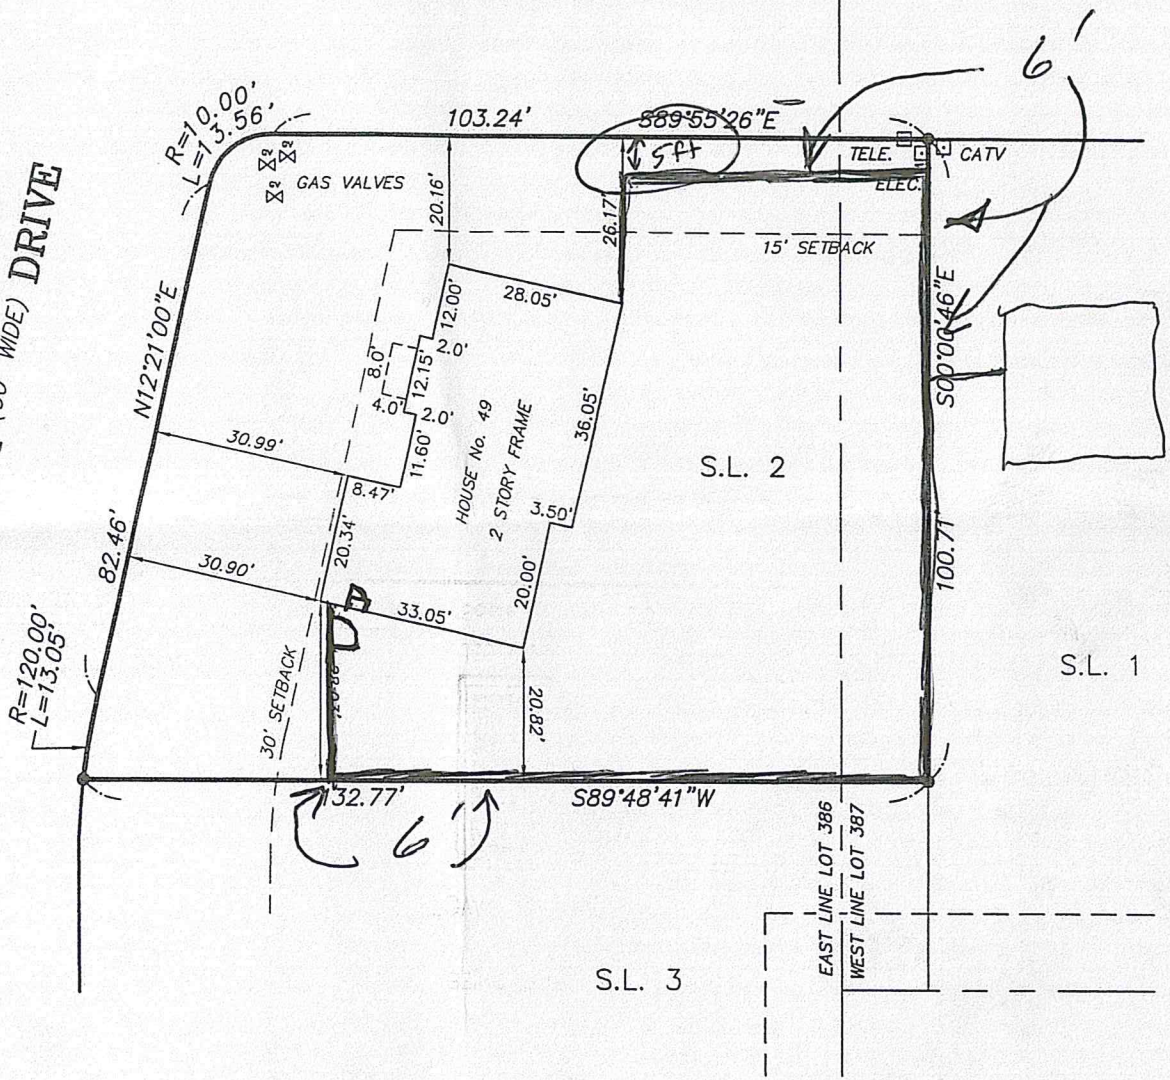 6'
R=10.00'
L=13.56'
103.24'
S89°55'26"E
5ft
TELE.
CATV
ELEC.
GAS VALVES
WIDE) DRIVE
20.16'
26.17'
15' SETBACK
28.05'
12.00'
2.0'
8.0'
12.15'
4.0'
2.0'
11.60'
N12°21'00"E
S00°00'46"E
36.05'
HOUSE No. 49
2 STORY FRAME
S.L. 2
30.99'
8.47'
3.50'
20.34'
20.00'
82.46'
30.90'
33.05'
100.71'
R=120.00'
L=13.05'
30' SETBACK
20.82'
S.L. 1
132.77'
S89°48'41"W
6'
EAST LINE LOT 386
WEST LINE LOT 387
S.L. 3